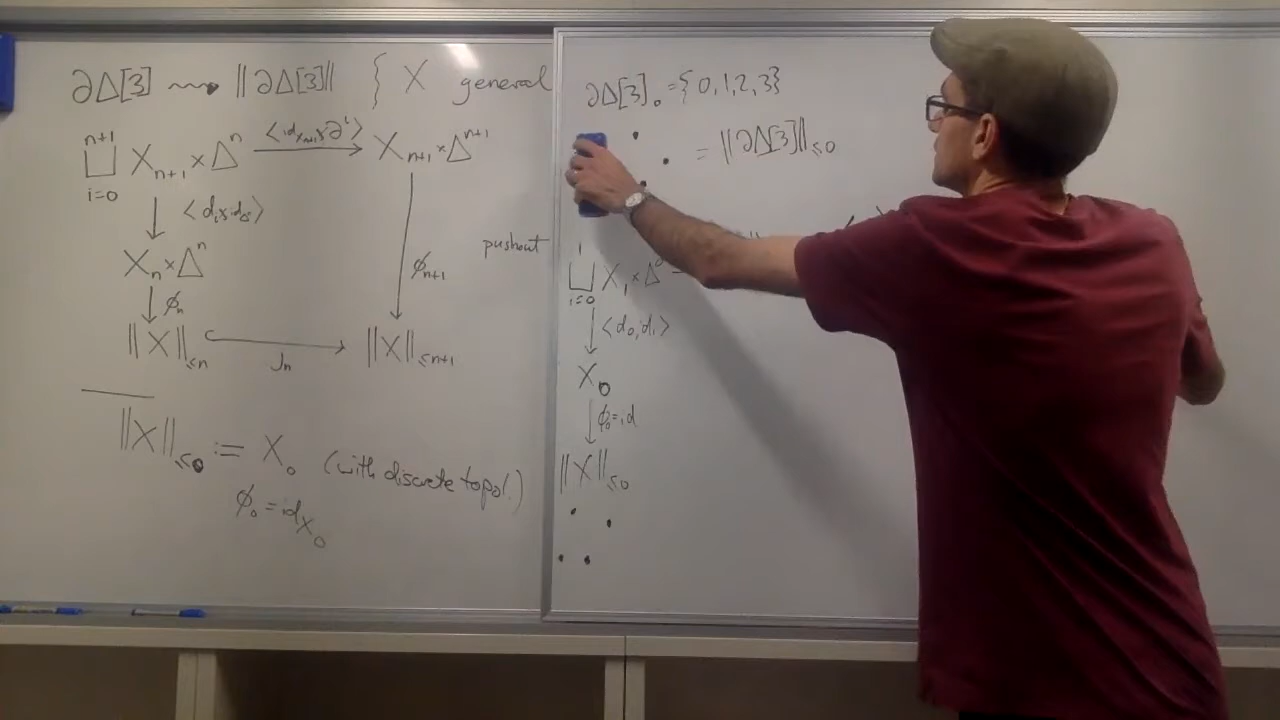 ∂Δ[3] ⇝ ||∂Δ[3]|| { X general
n+1 ⨆ i=0 X_{n+1} × Δ^n ⟶ X_{n+1} × Δ^{n+1}
<id_{X_{n+1}} × ∂^i>
<d_i × id_Δ>
X_n × Δ^n
φ_{n+1}
φ_n
||X||_{≤n} ↪ ||X||_{≤n+1}
J_n
pushout
||X||_{≤0} := X_0 (with discrete topol.)
φ_0 = id_{X_0}
∂Δ[3]_0 = {0,1,2,3}
= ||∂Δ[3]||_{≤0}
1 ⨆ i=0 X_1 × Δ^0
<d_0, d_1>
X_0
φ_0 = id
||X||_{≤0}